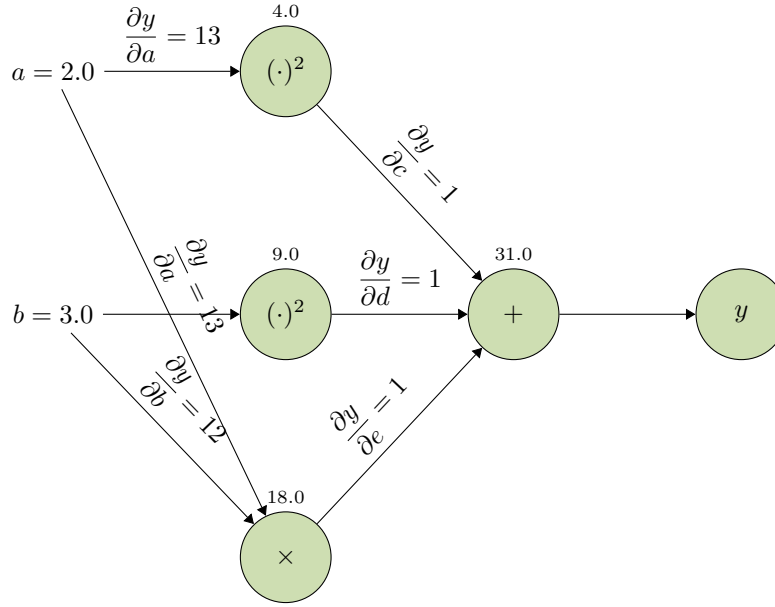 4.0
a = 2.0
∂y/∂a = 13
(·)²
∂y/∂c = 1
9.0
31.0
∂y/∂a = 13
b = 3.0
(·)²
∂y/∂d = 1
+
y
∂y/∂b = 12
∂y/∂e = 1
18.0
×